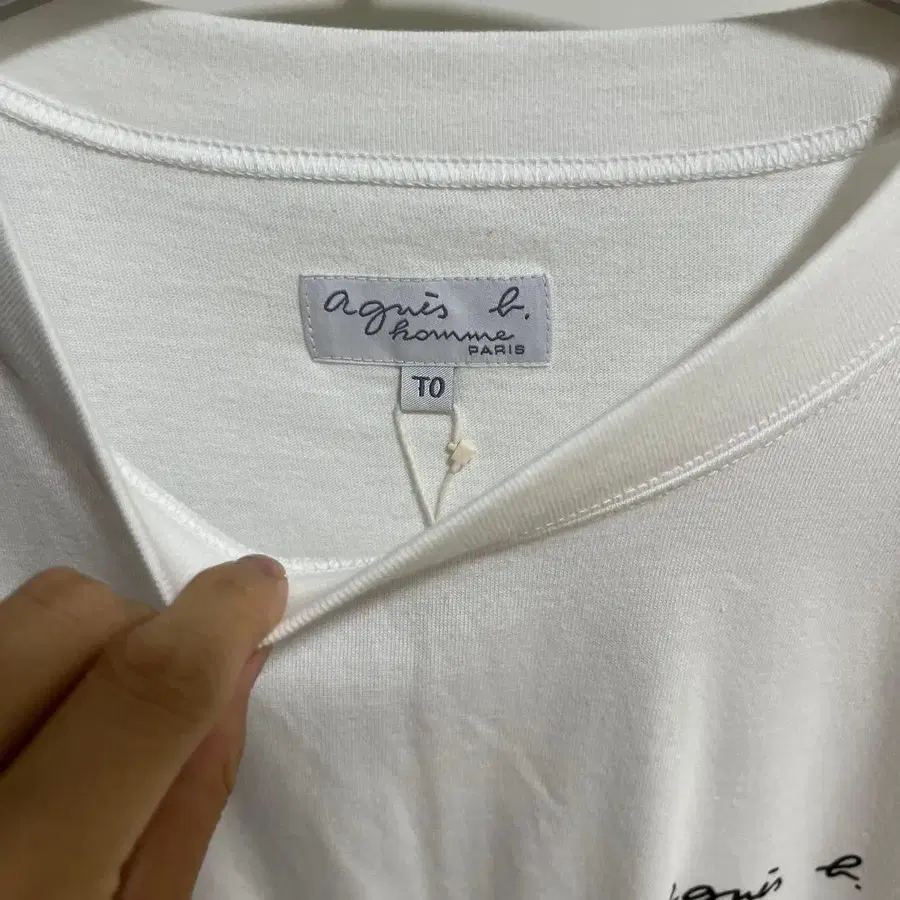 agnès b.
homme
PARIS
T0
agnès b.